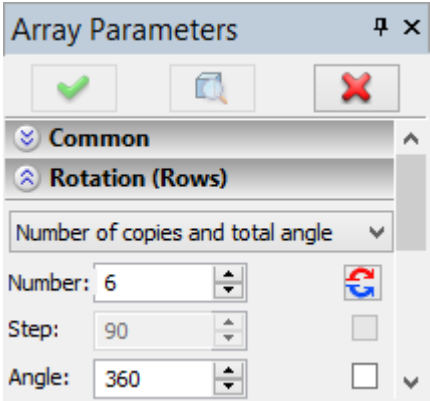 Array Parameters
Common
Rotation (Rows)
Number of copies and total angle
Number: 6
Step: 90
Angle: 360